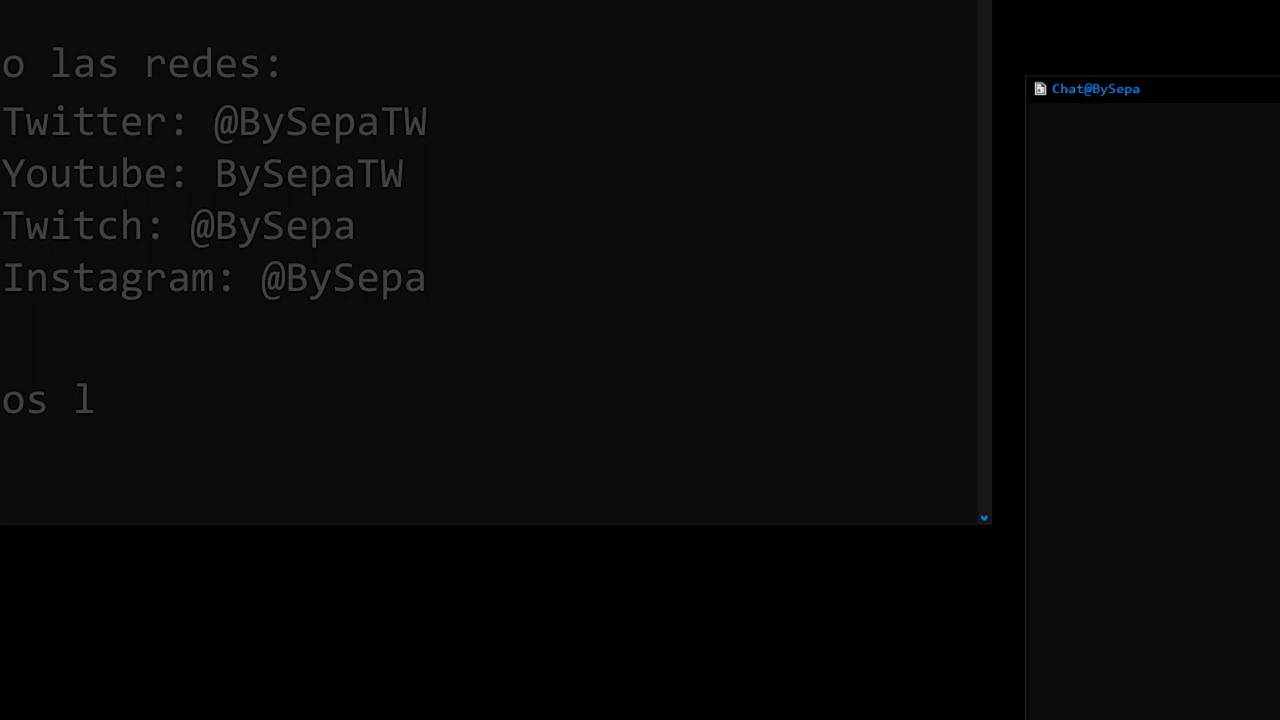 o las redes:
Twitter: @BySepaTW
Youtube: BySepaTW
Twitch: @BySepa
Instagram: @BySepa
os l
Chat@BySepa